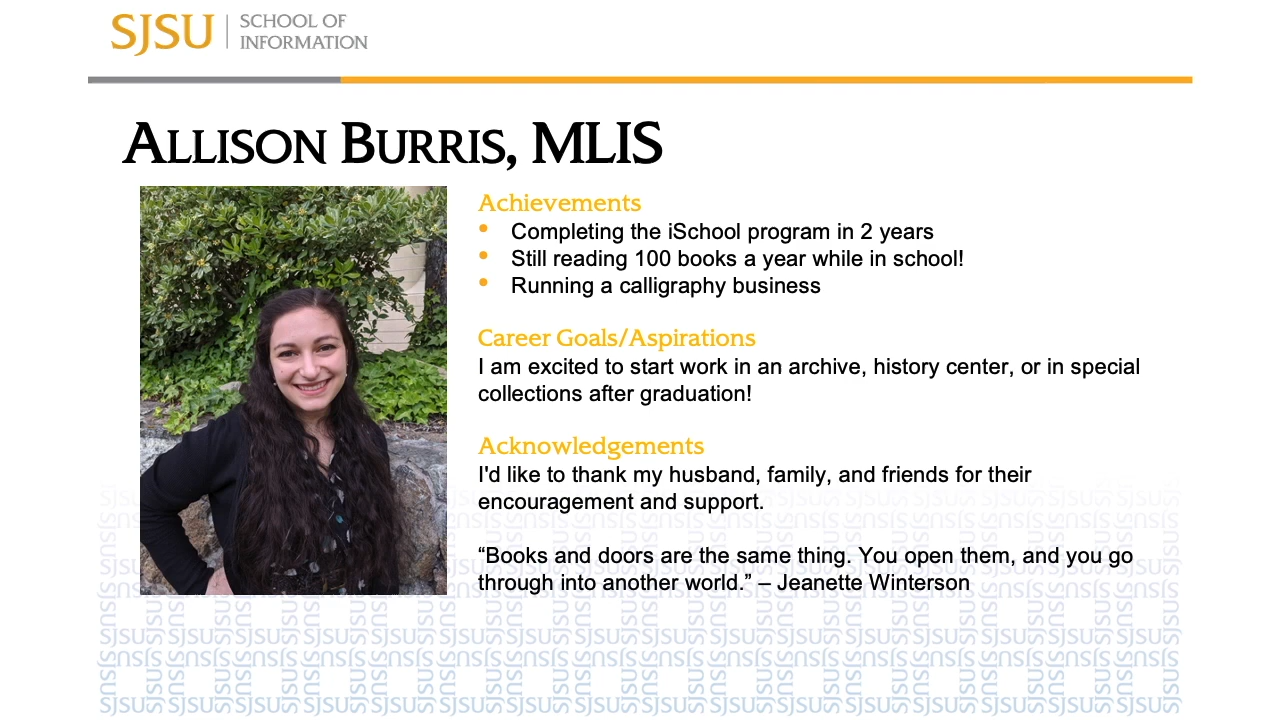 SJSU | SCHOOL OF
INFORMATION
ALLISON BURRIS, MLIS
Achievements
• Completing the iSchool program in 2 years
• Still reading 100 books a year while in school!
• Running a calligraphy business
Career Goals/Aspirations
I am excited to start work in an archive, history center, or in special
collections after graduation!
Acknowledgements
I'd like to thank my husband, family, and friends for their
encouragement and support.
“Books and doors are the same thing. You open them, and you go
through into another world.” – Jeanette Winterson